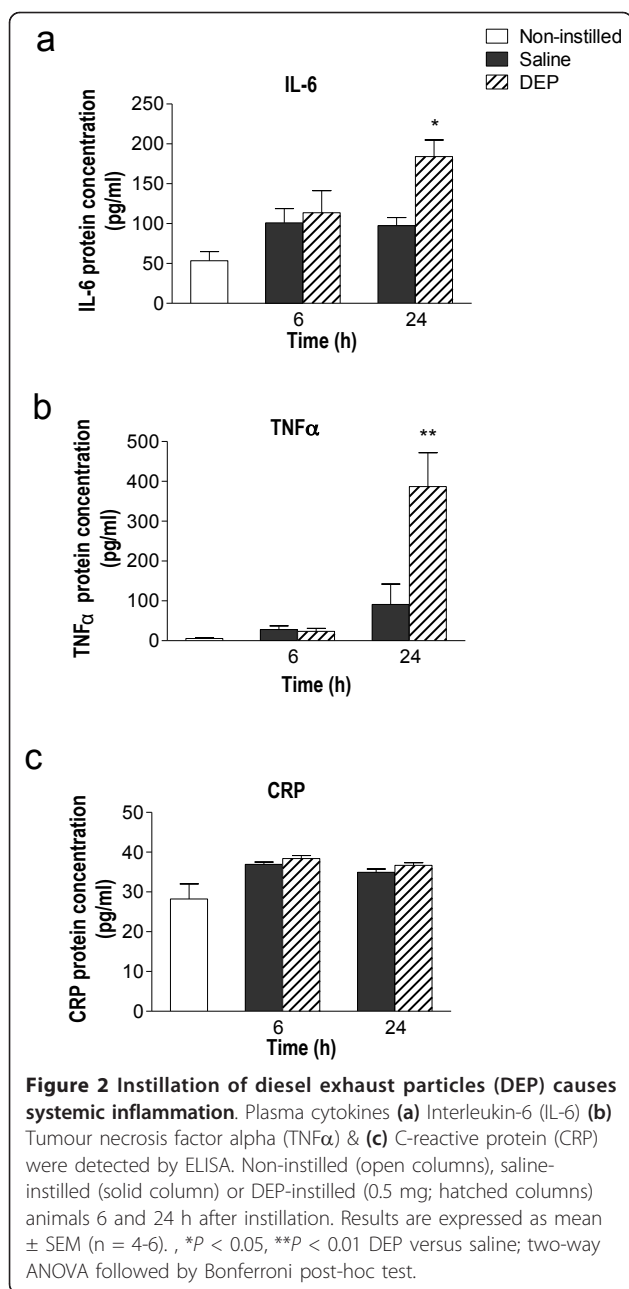 a
Non-instilled
Saline
DEP
IL-6
IL-6 protein concentration
(pg/ml)
250
200
150
100
50
0
*
6
24
Time (h)
b
TNFα
TNFα protein concentration
(pg/ml)
500
400
300
200
100
0
**
6
24
Time (h)
c
CRP
CRP protein concentration
(pg/ml)
50
40
30
20
10
0
6
24
Time (h)
Figure 2 Instillation of diesel exhaust particles (DEP) causes
systemic inflammation. Plasma cytokines (a) Interleukin-6 (IL-6) (b)
Tumour necrosis factor alpha (TNFα) & (c) C-reactive protein (CRP)
were detected by ELISA. Non-instilled (open columns), saline-
instilled (solid column) or DEP-instilled (0.5 mg; hatched columns)
animals 6 and 24 h after instillation. Results are expressed as mean
± SEM (n = 4-6). , *P < 0.05, **P < 0.01 DEP versus saline; two-way
ANOVA followed by Bonferroni post-hoc test.